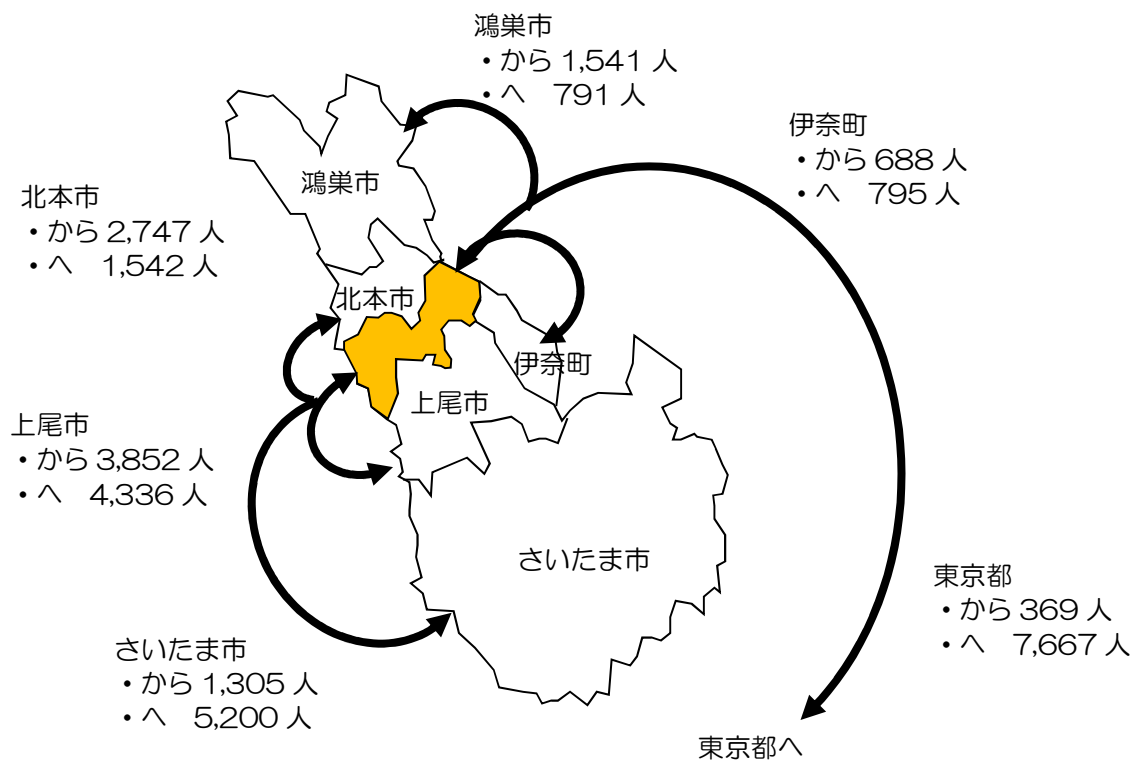 鴻巣市
・から 1,541 人
・へ 791 人
伊奈町
・から 688 人
・へ 795 人
鴻巣市
北本市
・から 2,747 人
・へ 1,542 人
北本市
伊奈町
上尾市
上尾市
・から 3,852 人
・へ 4,336 人
さいたま市
東京都
・から 369 人
・へ 7,667 人
さいたま市
・から 1,305 人
・へ 5,200 人
東京都へ